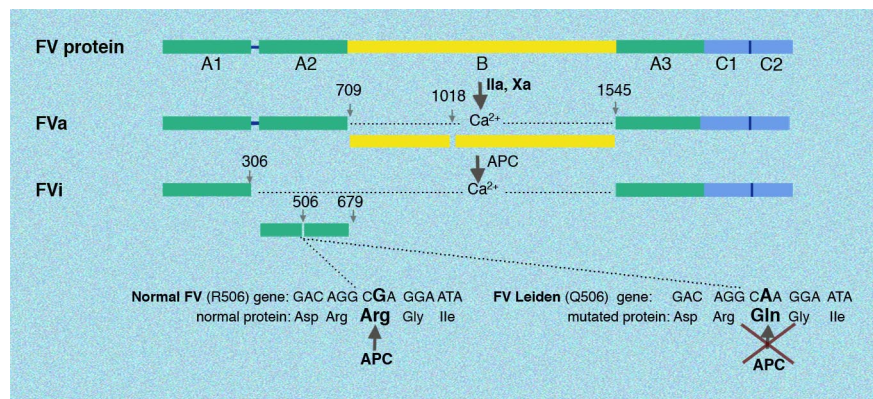 FV protein
A1 A2 B A3 C1 C2
IIa, Xa
709 1018 1545
FVa Ca2+
APC
306
FVi Ca2+
506 679
Normal FV (R506) gene: GAC AGG CGA GGA ATA
normal protein: Asp Arg Arg Gly Ile
APC
FV Leiden (Q506) gene: GAC AGG CAA GGA ATA
mutated protein: Asp Arg Gln Gly Ile
APC